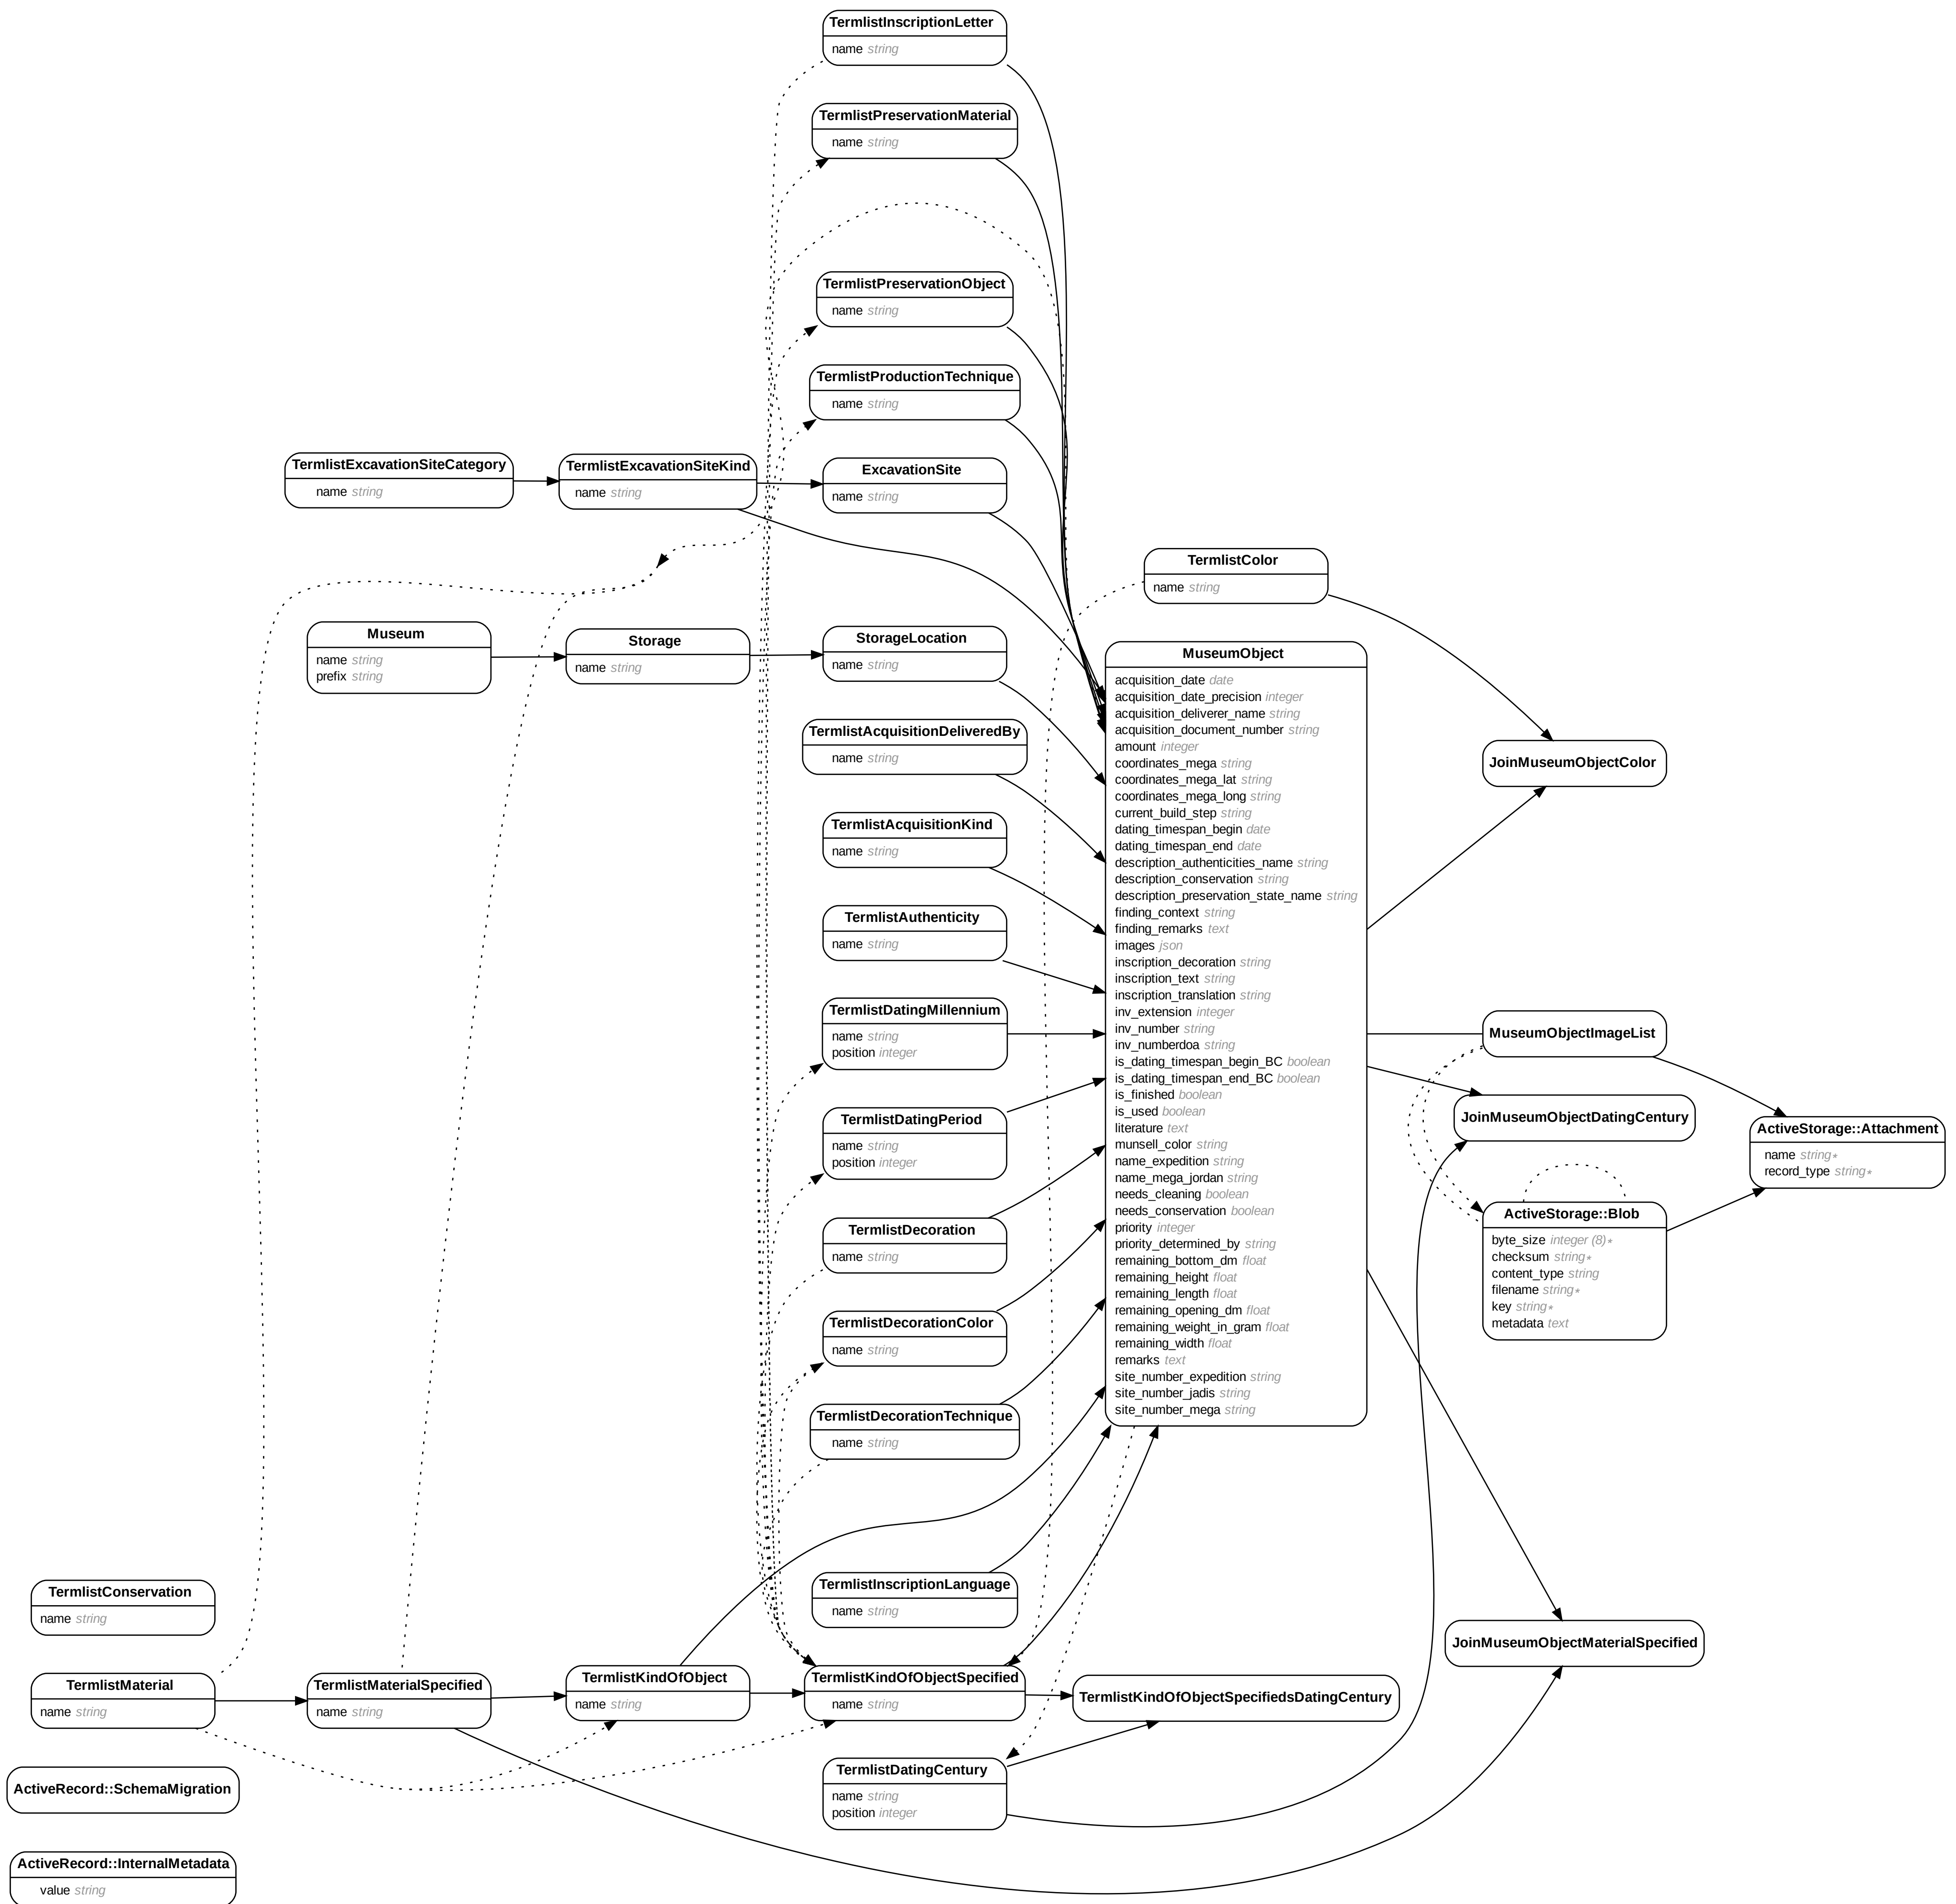 TermlistInscriptionLetter
name string
TermlistPreservationMaterial
name string
TermlistPreservationObject
name string
TermlistProductionTechnique
name string
TermlistExcavationSiteCategory
name string
TermlistExcavationSiteKind
name string
ExcavationSite
name string
TermlistColor
name string
Museum
name string
prefix string
Storage
name string
StorageLocation
name string
MuseumObject
acquisition_date date
acquisition_date_precision integer
acquisition_deliverer_name string
acquisition_document_number string
amount integer
coordinates_mega string
coordinates_mega_lat string
coordinates_mega_long string
current_build_step string
dating_timespan_begin date
dating_timespan_end date
description_authenticities_name string
description_conservation string
description_preservation_state_name string
finding_context string
finding_remarks text
images json
inscription_decoration string
inscription_text string
inscription_translation string
inv_extension integer
inv_number string
inv_numberdoa string
is_dating_timespan_begin_BC boolean
is_dating_timespan_end_BC boolean
is_finished boolean
is_used boolean
literature text
munsell_color string
name_expedition string
name_mega_jordan string
needs_cleaning boolean
needs_conservation boolean
priority integer
priority_determined_by string
remaining_bottom_dm float
remaining_height float
remaining_length float
remaining_opening_dm float
remaining_weight_in_gram float
remaining_width float
remarks text
site_number_expedition string
site_number_jadis string
site_number_mega string
TermlistAcquisitionDeliveredBy
name string
JoinMuseumObjectColor
TermlistAcquisitionKind
name string
TermlistAuthenticity
name string
TermlistDatingMillennium
name string
position integer
MuseumObjectImageList
JoinMuseumObjectDatingCentury
ActiveStorage::Attachment
name string∗
record_type string∗
TermlistDatingPeriod
name string
position integer
ActiveStorage::Blob
byte_size integer (8)∗
checksum string∗
content_type string
filename string∗
key string∗
metadata text
TermlistDecoration
name string
TermlistDecorationColor
name string
TermlistDecorationTechnique
name string
TermlistConservation
name string
TermlistInscriptionLanguage
name string
JoinMuseumObjectMaterialSpecified
TermlistMaterial
name string
TermlistMaterialSpecified
name string
TermlistKindOfObject
name string
TermlistKindOfObjectSpecified
name string
TermlistKindOfObjectSpecifiedsDatingCentury
ActiveRecord::SchemaMigration
TermlistDatingCentury
name string
position integer
ActiveRecord::InternalMetadata
value string